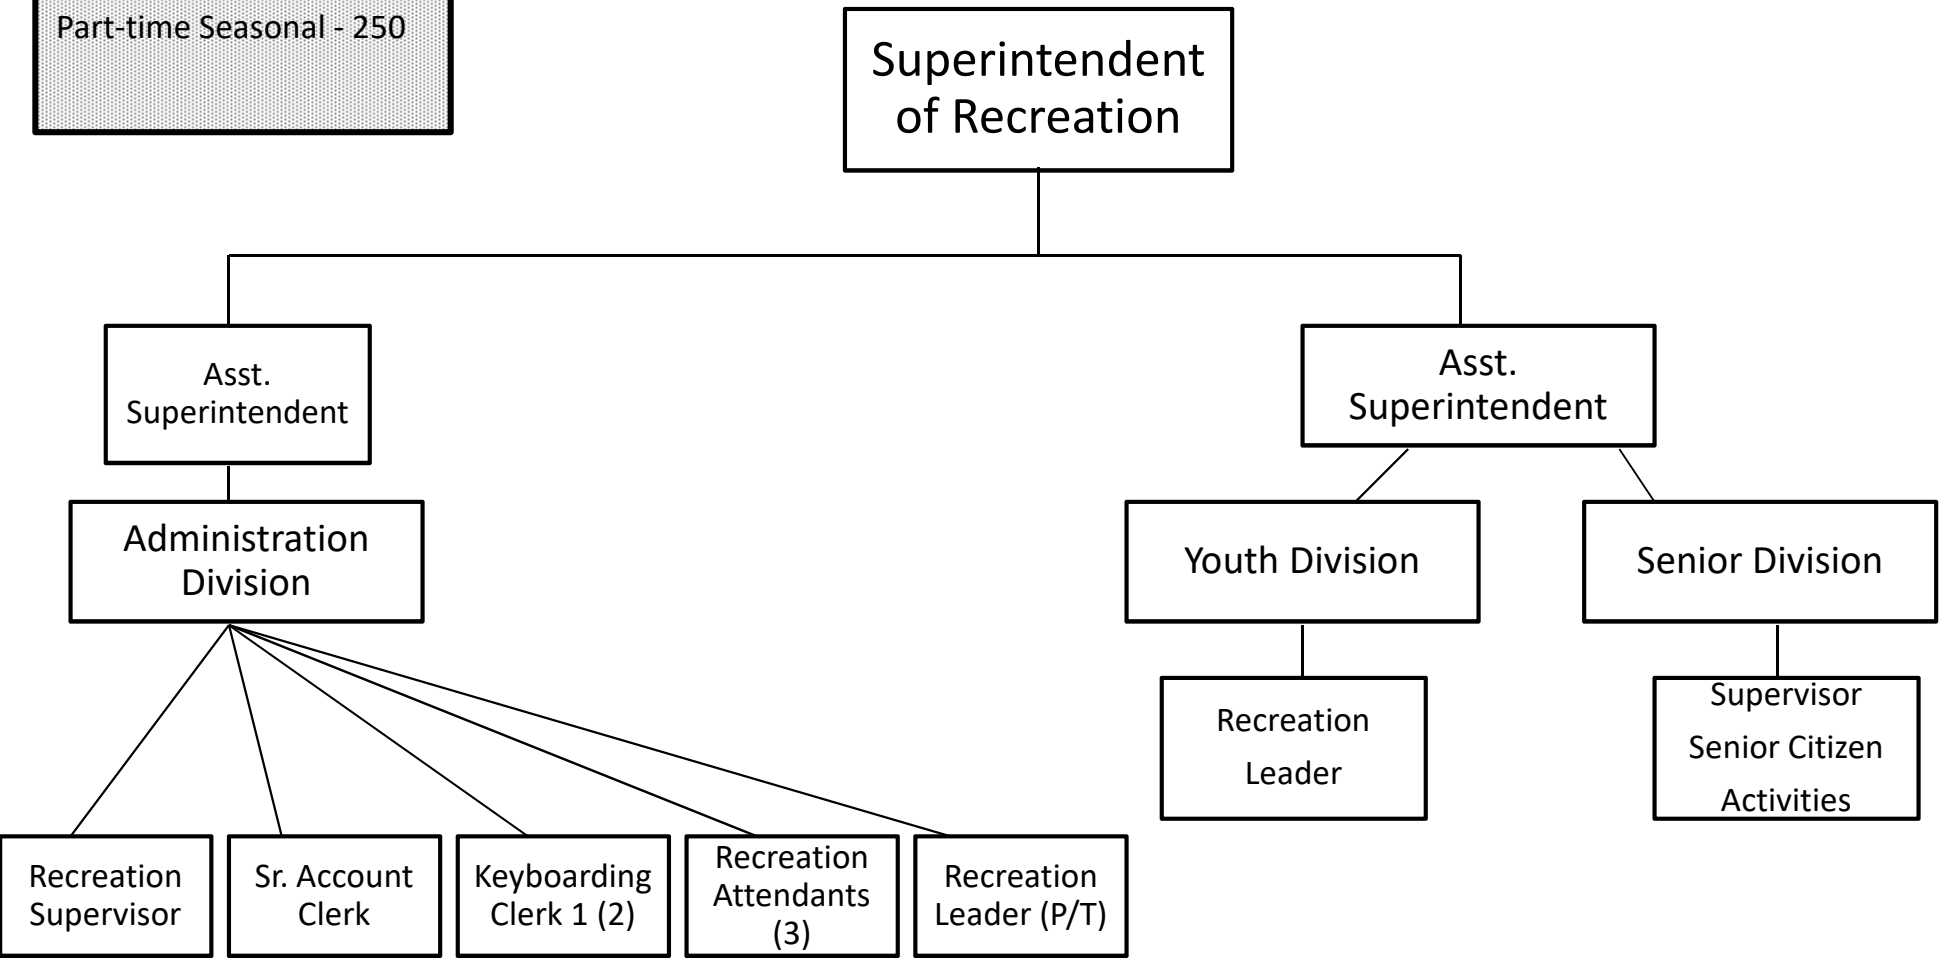 Part-time Seasonal - 250
Superintendent
of Recreation
Asst.
Superintendent
Asst.
Superintendent
Administration
Division
Youth Division
Senior Division
Recreation
Leader
Supervisor
Senior Citizen
Activities
Recreation
Supervisor
Sr. Account
Clerk
Keyboarding
Clerk 1 (2)
Recreation
Attendants
(3)
Recreation
Leader (P/T)